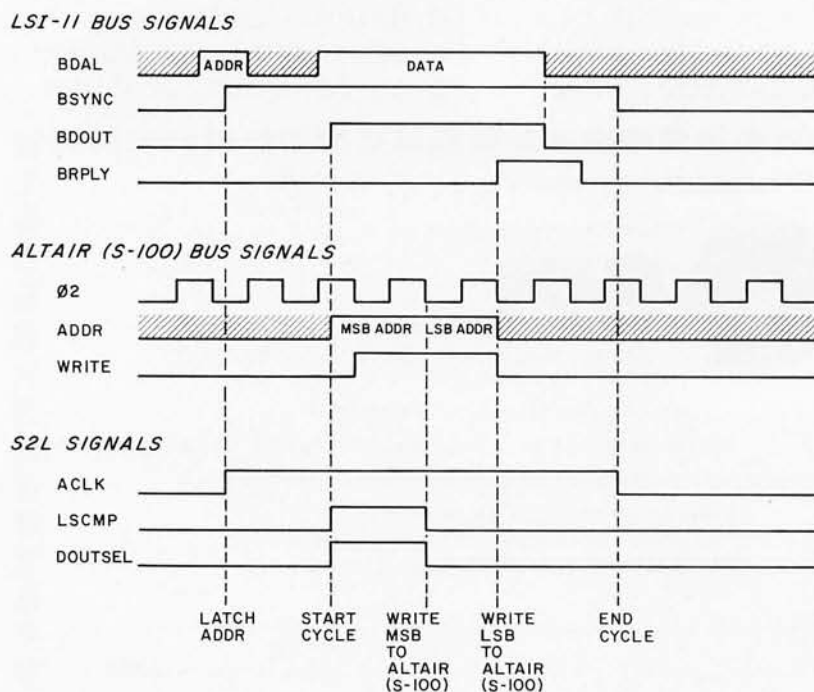 LSI-11 BUS SIGNALS
BDAL ADDR DATA
BSYNC
BDOUT
BRPLY
ALTAIR (S-100) BUS SIGNALS
Ø2
ADDR MSB ADDR LSB ADDR
WRITE
S2L SIGNALS
ACLK
LSCMP
DOUTSEL
LATCH
ADDR
START
CYCLE
WRITE
MSB
TO
ALTAIR
(S-100)
WRITE
LSB
TO
ALTAIR
(S-100)
END
CYCLE